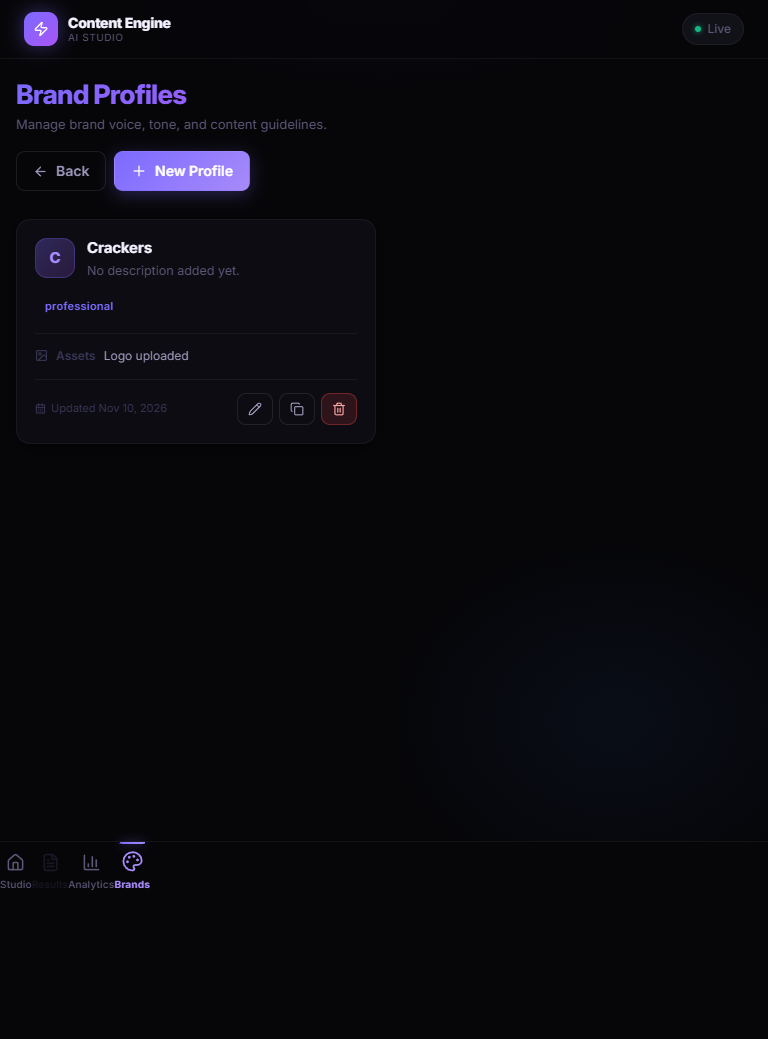 Content Engine
AI STUDIO
Live
Brand Profiles
Manage brand voice, tone, and content guidelines.
Back
New Profile
C
Crackers
No description added yet.
professional
Assets Logo uploaded
Updated Nov 10, 2026
Studio Results Analytics Brands